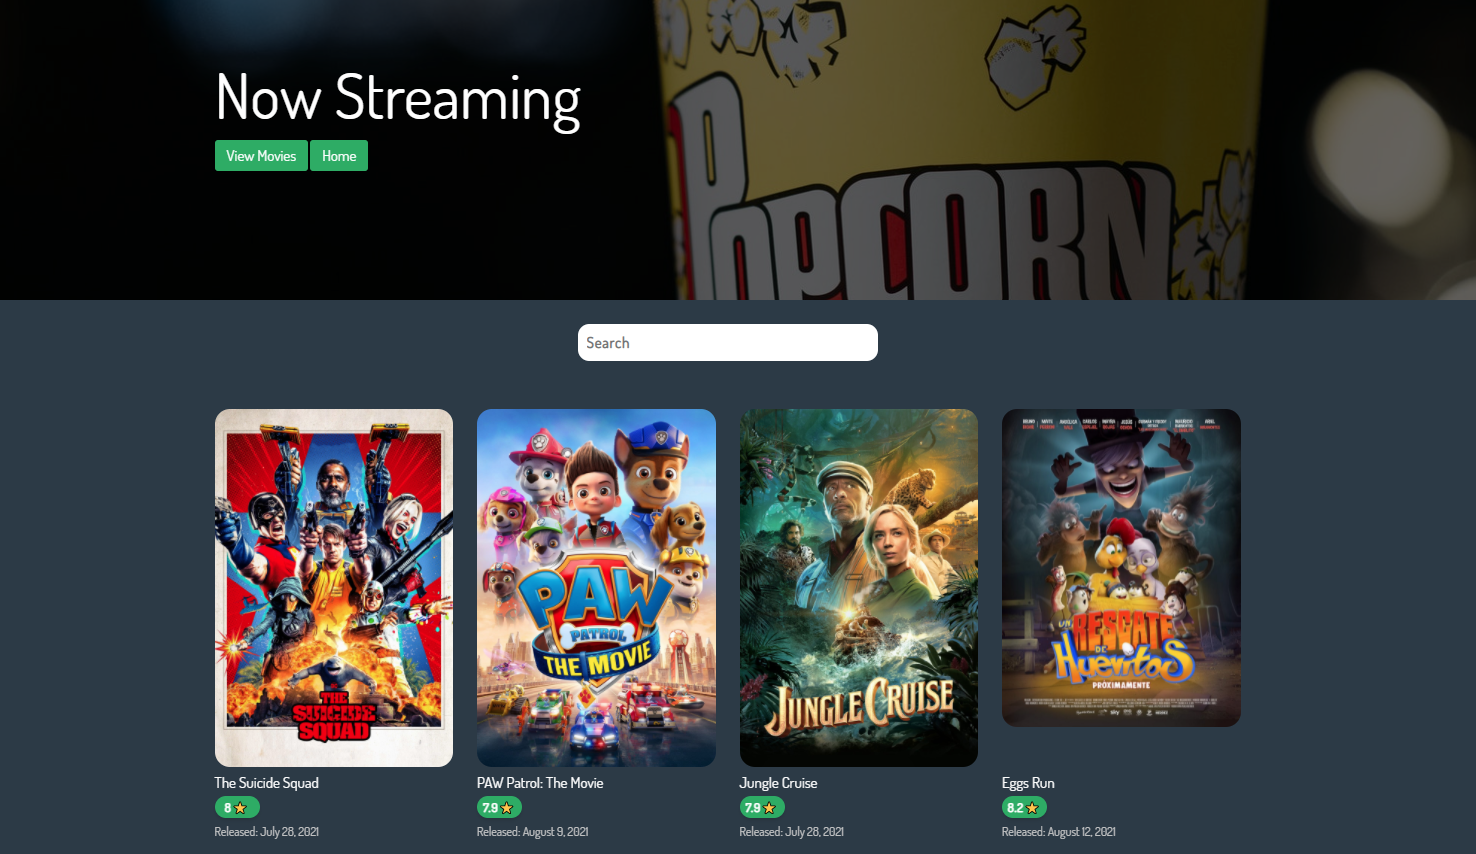 Now Streaming
View Movies
Home
POPCORN
Search
THE
SUICIDE
SQUAD
PAW
PATROL
THE MOVIE
JUNGLE CRUISE
UN
RESCATE
DE
Huevitos
PRÓXIMAMENTE
sky
The Suicide Squad
PAW Patrol: The Movie
Jungle Cruise
Eggs Run
8
7.9
7.9
8.2
Released: July 28, 2021
Released: August 9, 2021
Released: July 28, 2021
Released: August 12, 2021